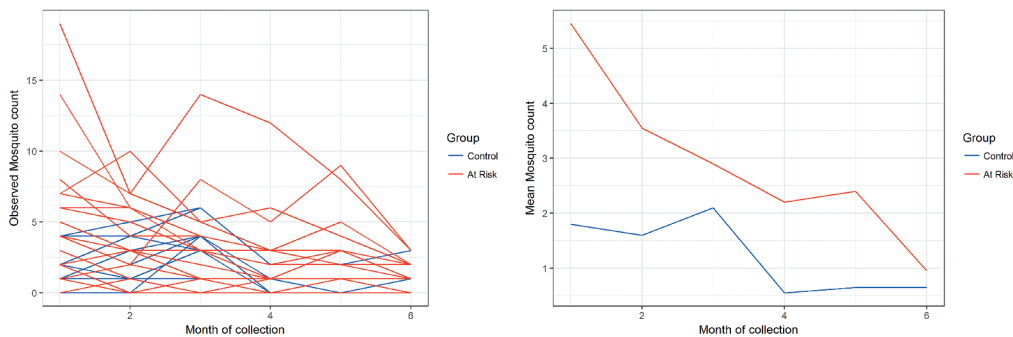 Observed Mosquito count
15
10
5
0
2
4
6
Month of collection
Group
Control
At Risk
Mean Mosquito count
5
4
3
2
1
2
4
6
Month of collection
Group
Control
At Risk